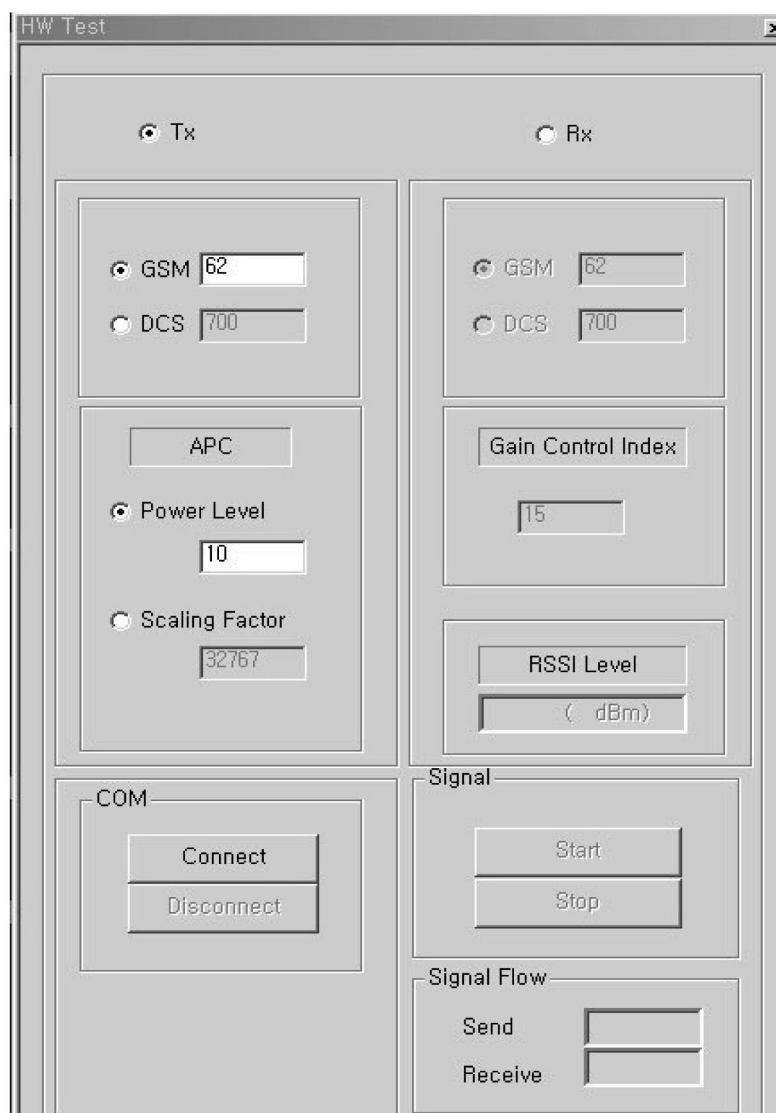 HW Test
Tx
Rx
GSM 62
DCS 700
GSM 62
DCS 700
APC
Power Level
10
Scaling Factor
32767
Gain Control Index
15
RSSI Level
( dBm)
COM
Connect
Disconnect
Signal
Start
Stop
Signal Flow
Send
Receive